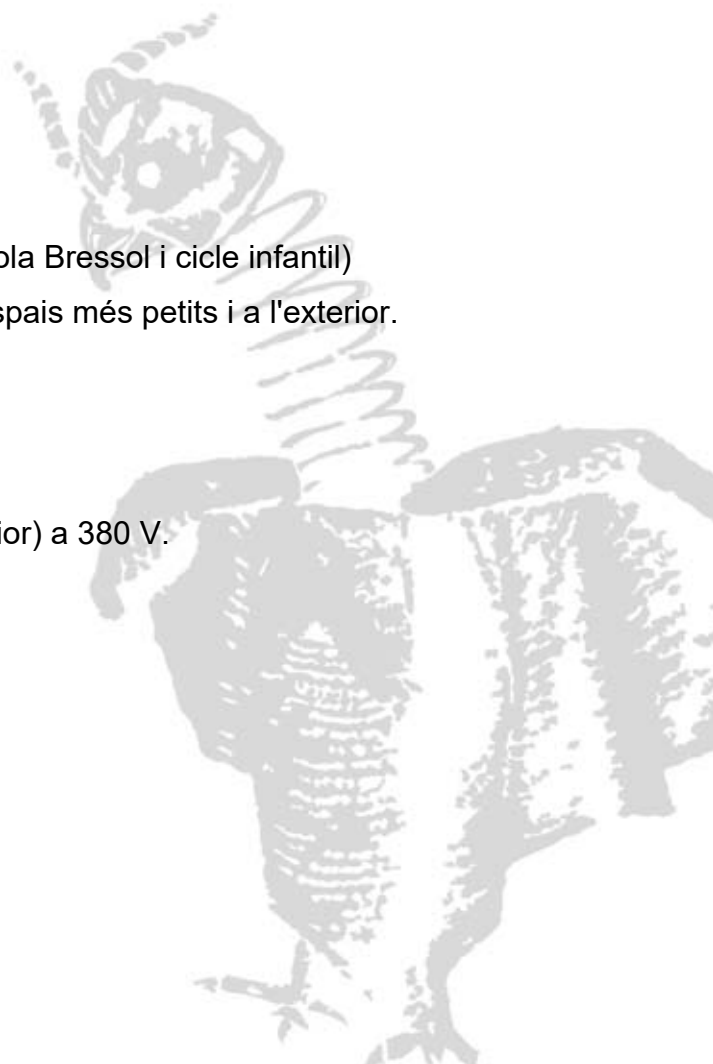 ola Bressol i cicle infantil)
spais més petits i a l'exterior.
ior) a 380 V.